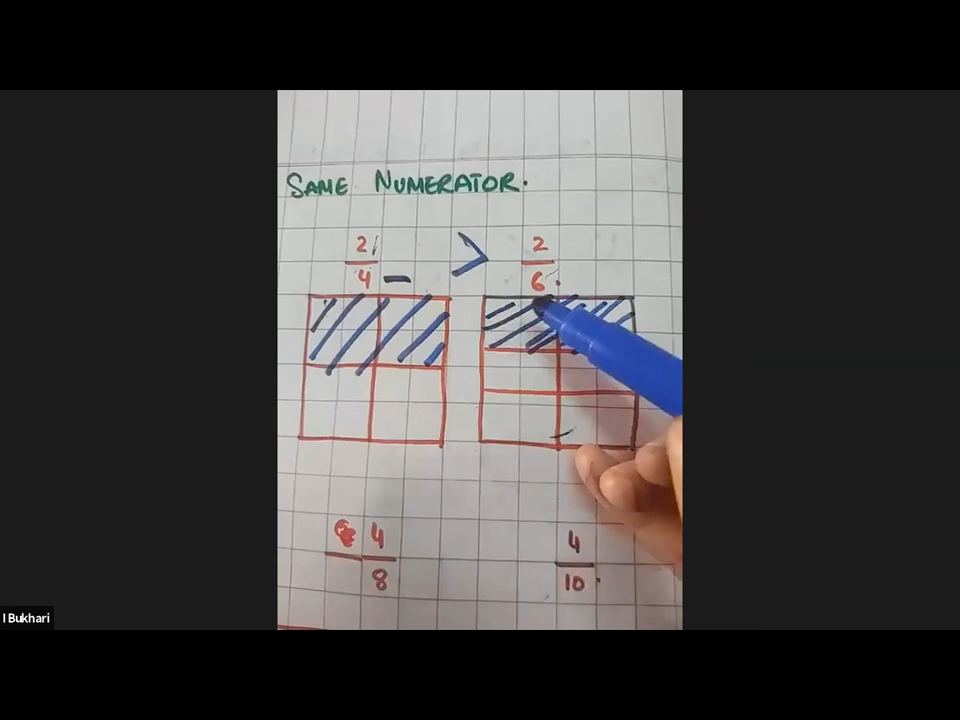 SAME NUMERATOR.
2/4 > 2/6.
4/8 4/10.
I Bukhari